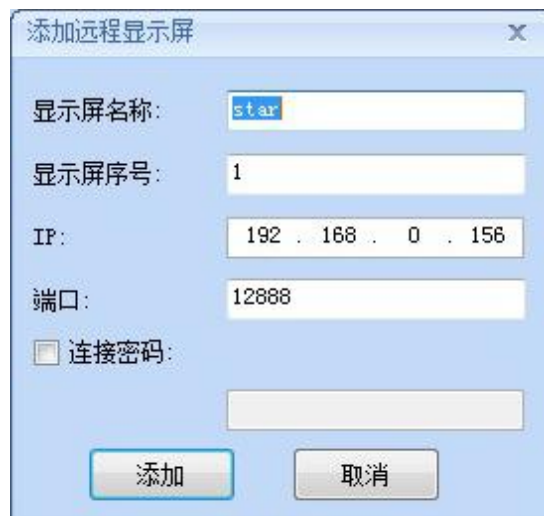 添加远程显示屏
显示屏名称: star
显示屏序号: 1
IP: 192 . 168 . 0 . 156
端口: 12888
连接密码:
添加 取消